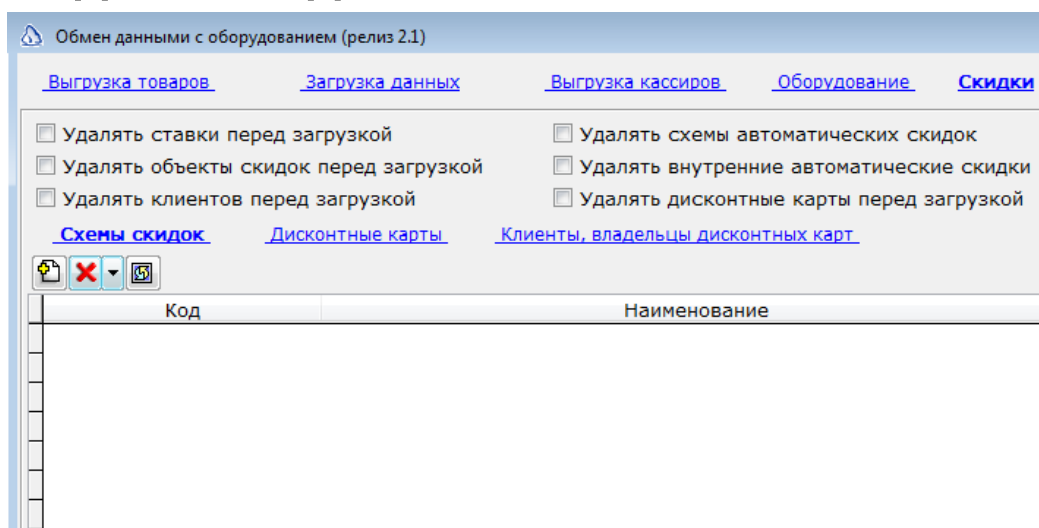 Обмен данными с оборудованием (релиз 2.1)
Выгрузка товаров Загрузка данных Выгрузка кассиров Оборудование Скидки
Удалять ставки перед загрузкой Удалять схемы автоматических скидок
Удалять объекты скидок перед загрузкой Удалять внутренние автоматические скидки
Удалять клиентов перед загрузкой Удалять дисконтные карты перед загрузкой
Схемы скидок Дисконтные карты Клиенты, владельцы дисконтных карт
Код Наименование